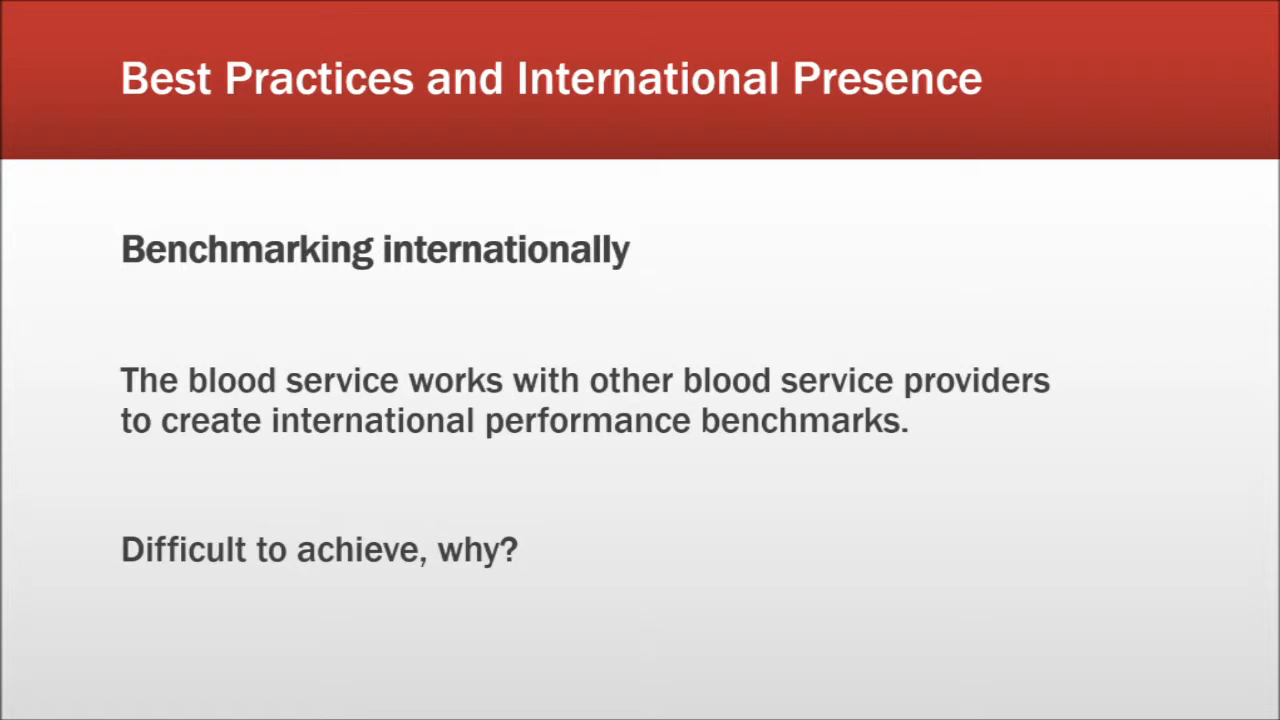 Best Practices and International Presence
Benchmarking internationally
The blood service works with other blood service providers
to create international performance benchmarks.
Difficult to achieve, why?